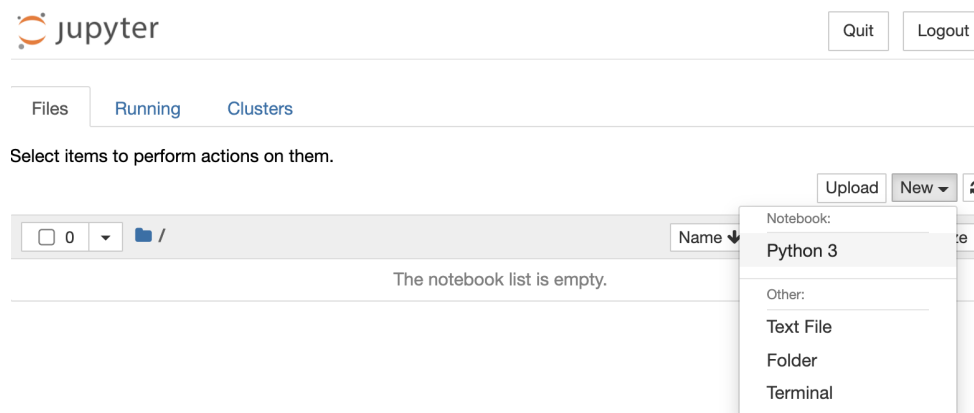 jupyter
Quit
Logout
Files
Running
Clusters
Select items to perform actions on them.
Upload
New
0
/
Name
Notebook:
Python 3
The notebook list is empty.
Other:
Text File
Folder
Terminal